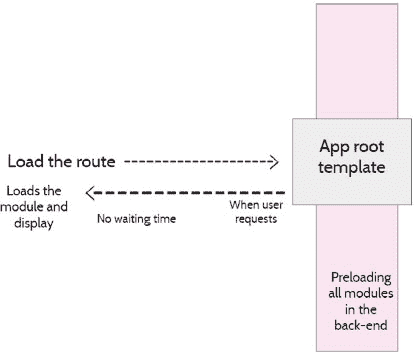 App root
template
Load the route
Loads the
module and
display
No waiting time
When user
requests
Preloading
all modules
in the
back-end